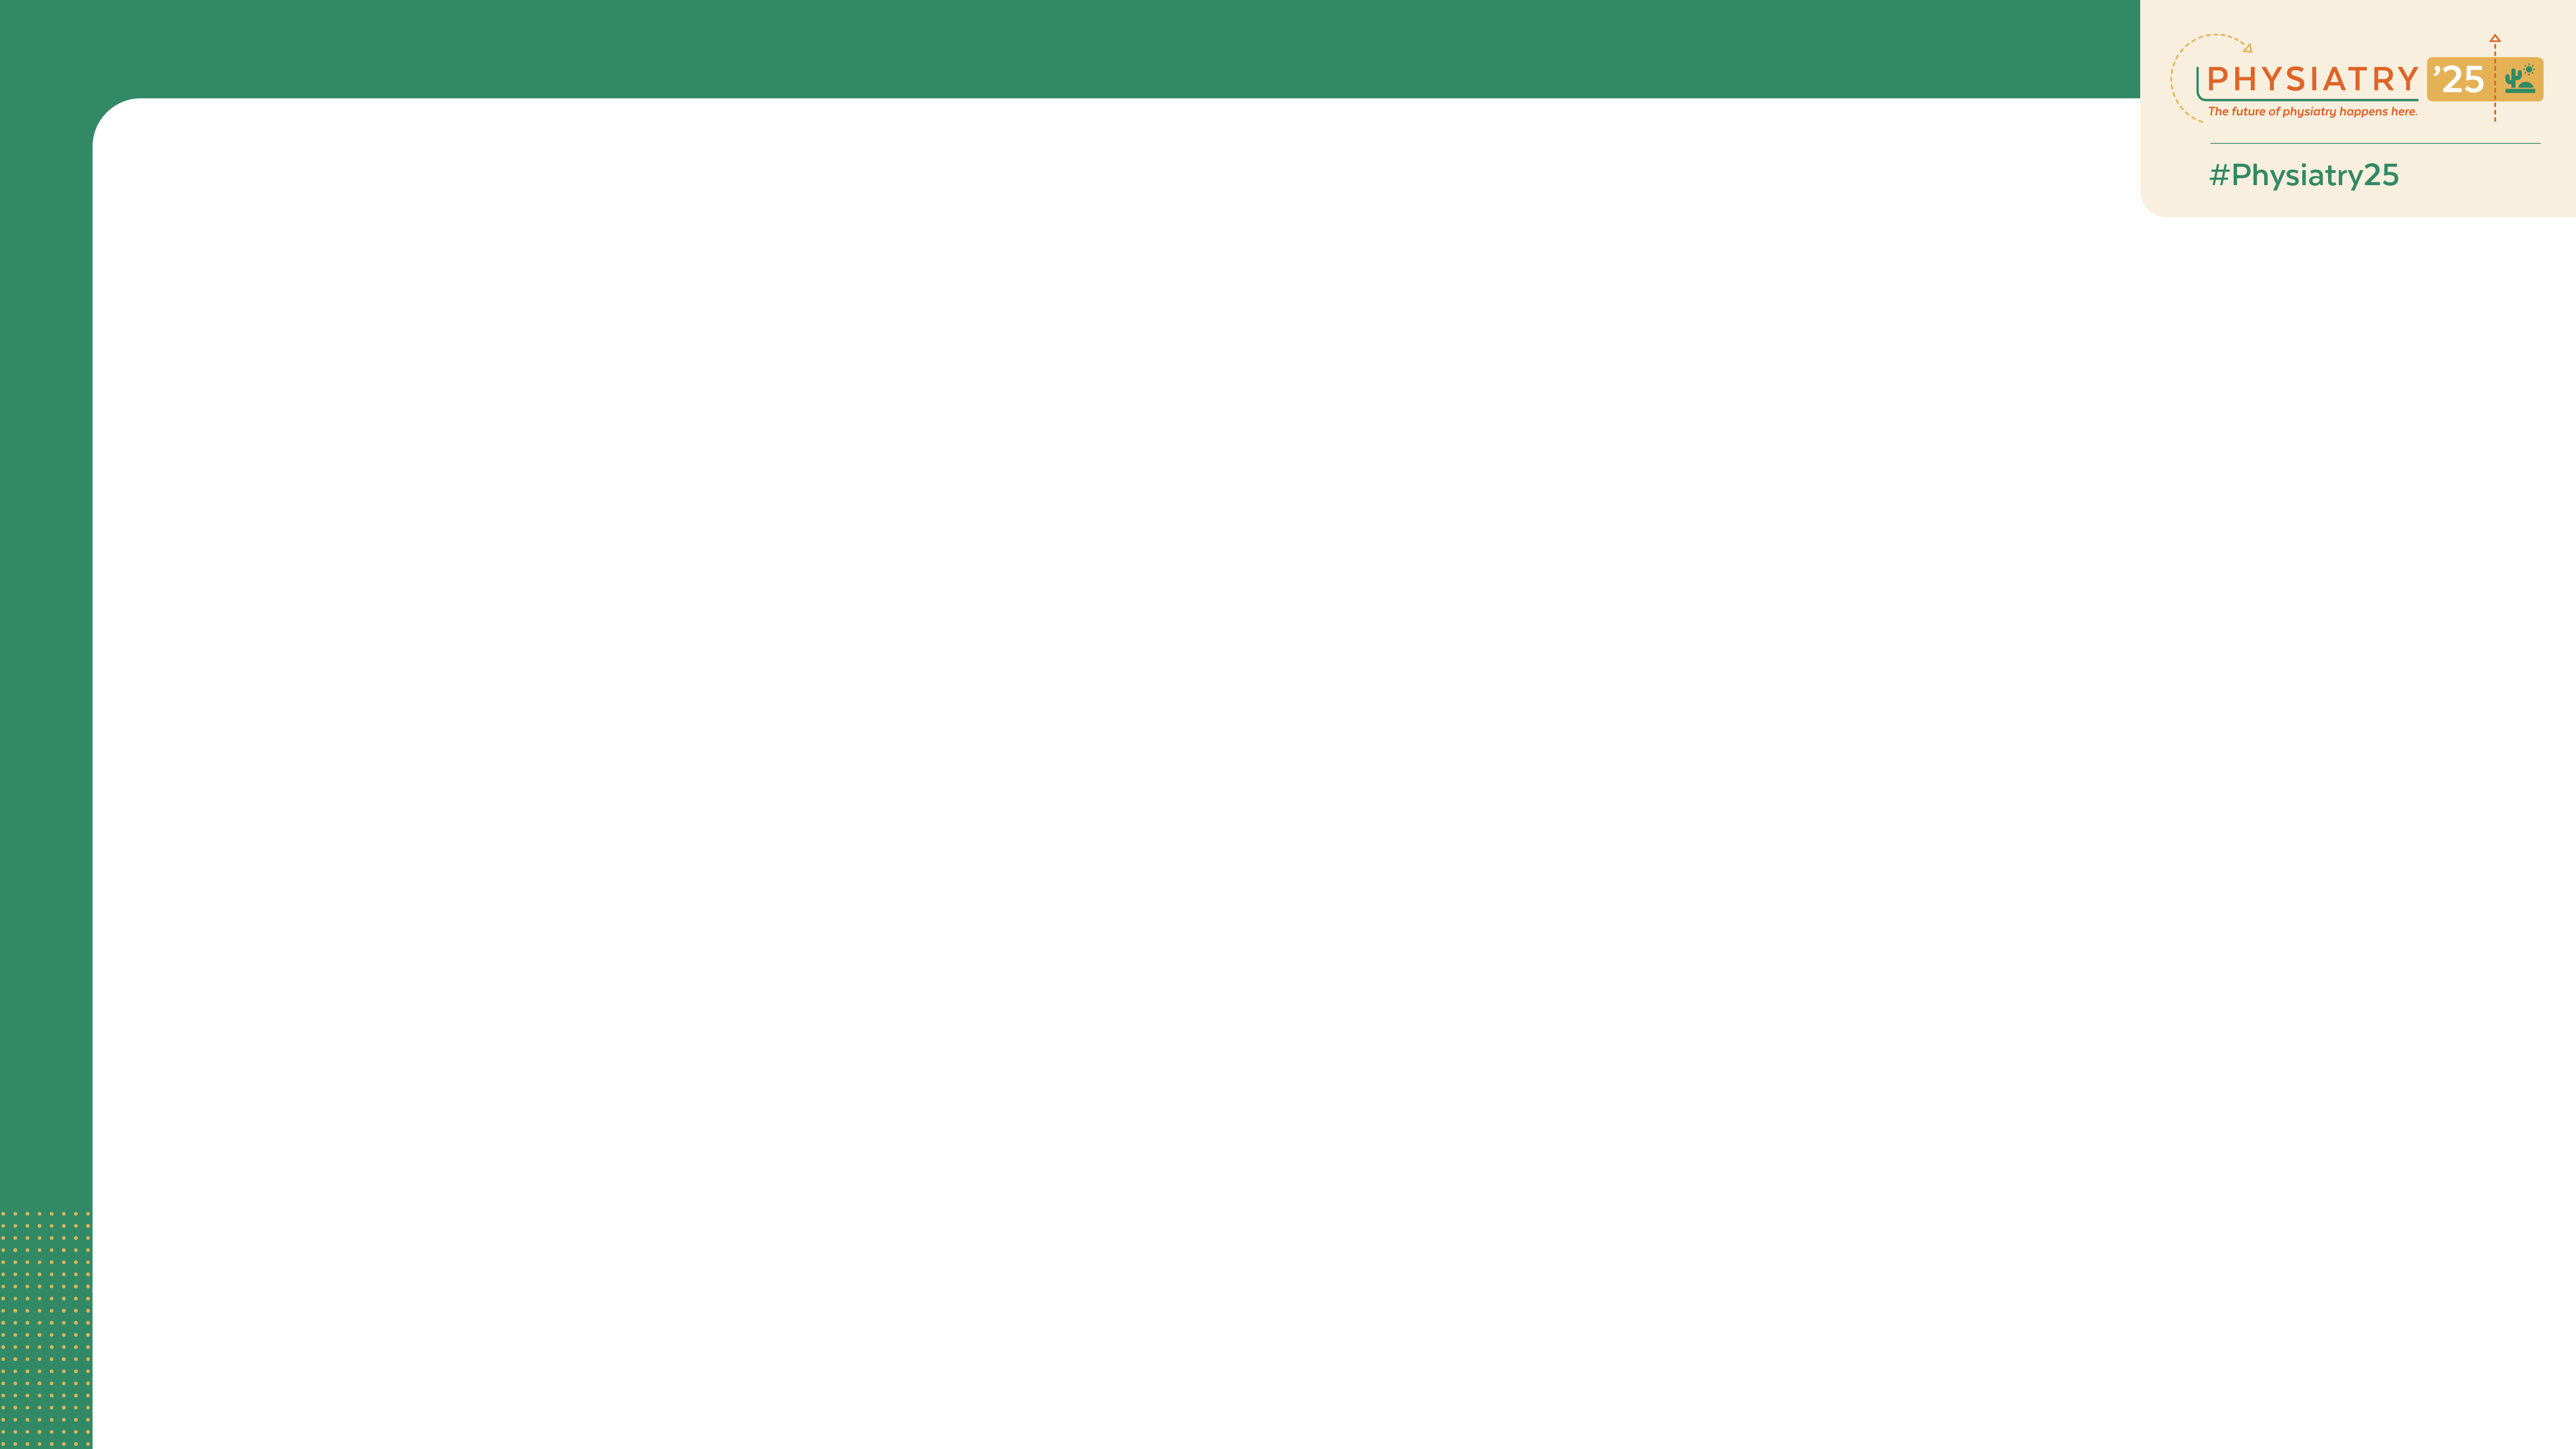 PHYSIATRY '25
The future of physiatry happens here.
#Physiatry25